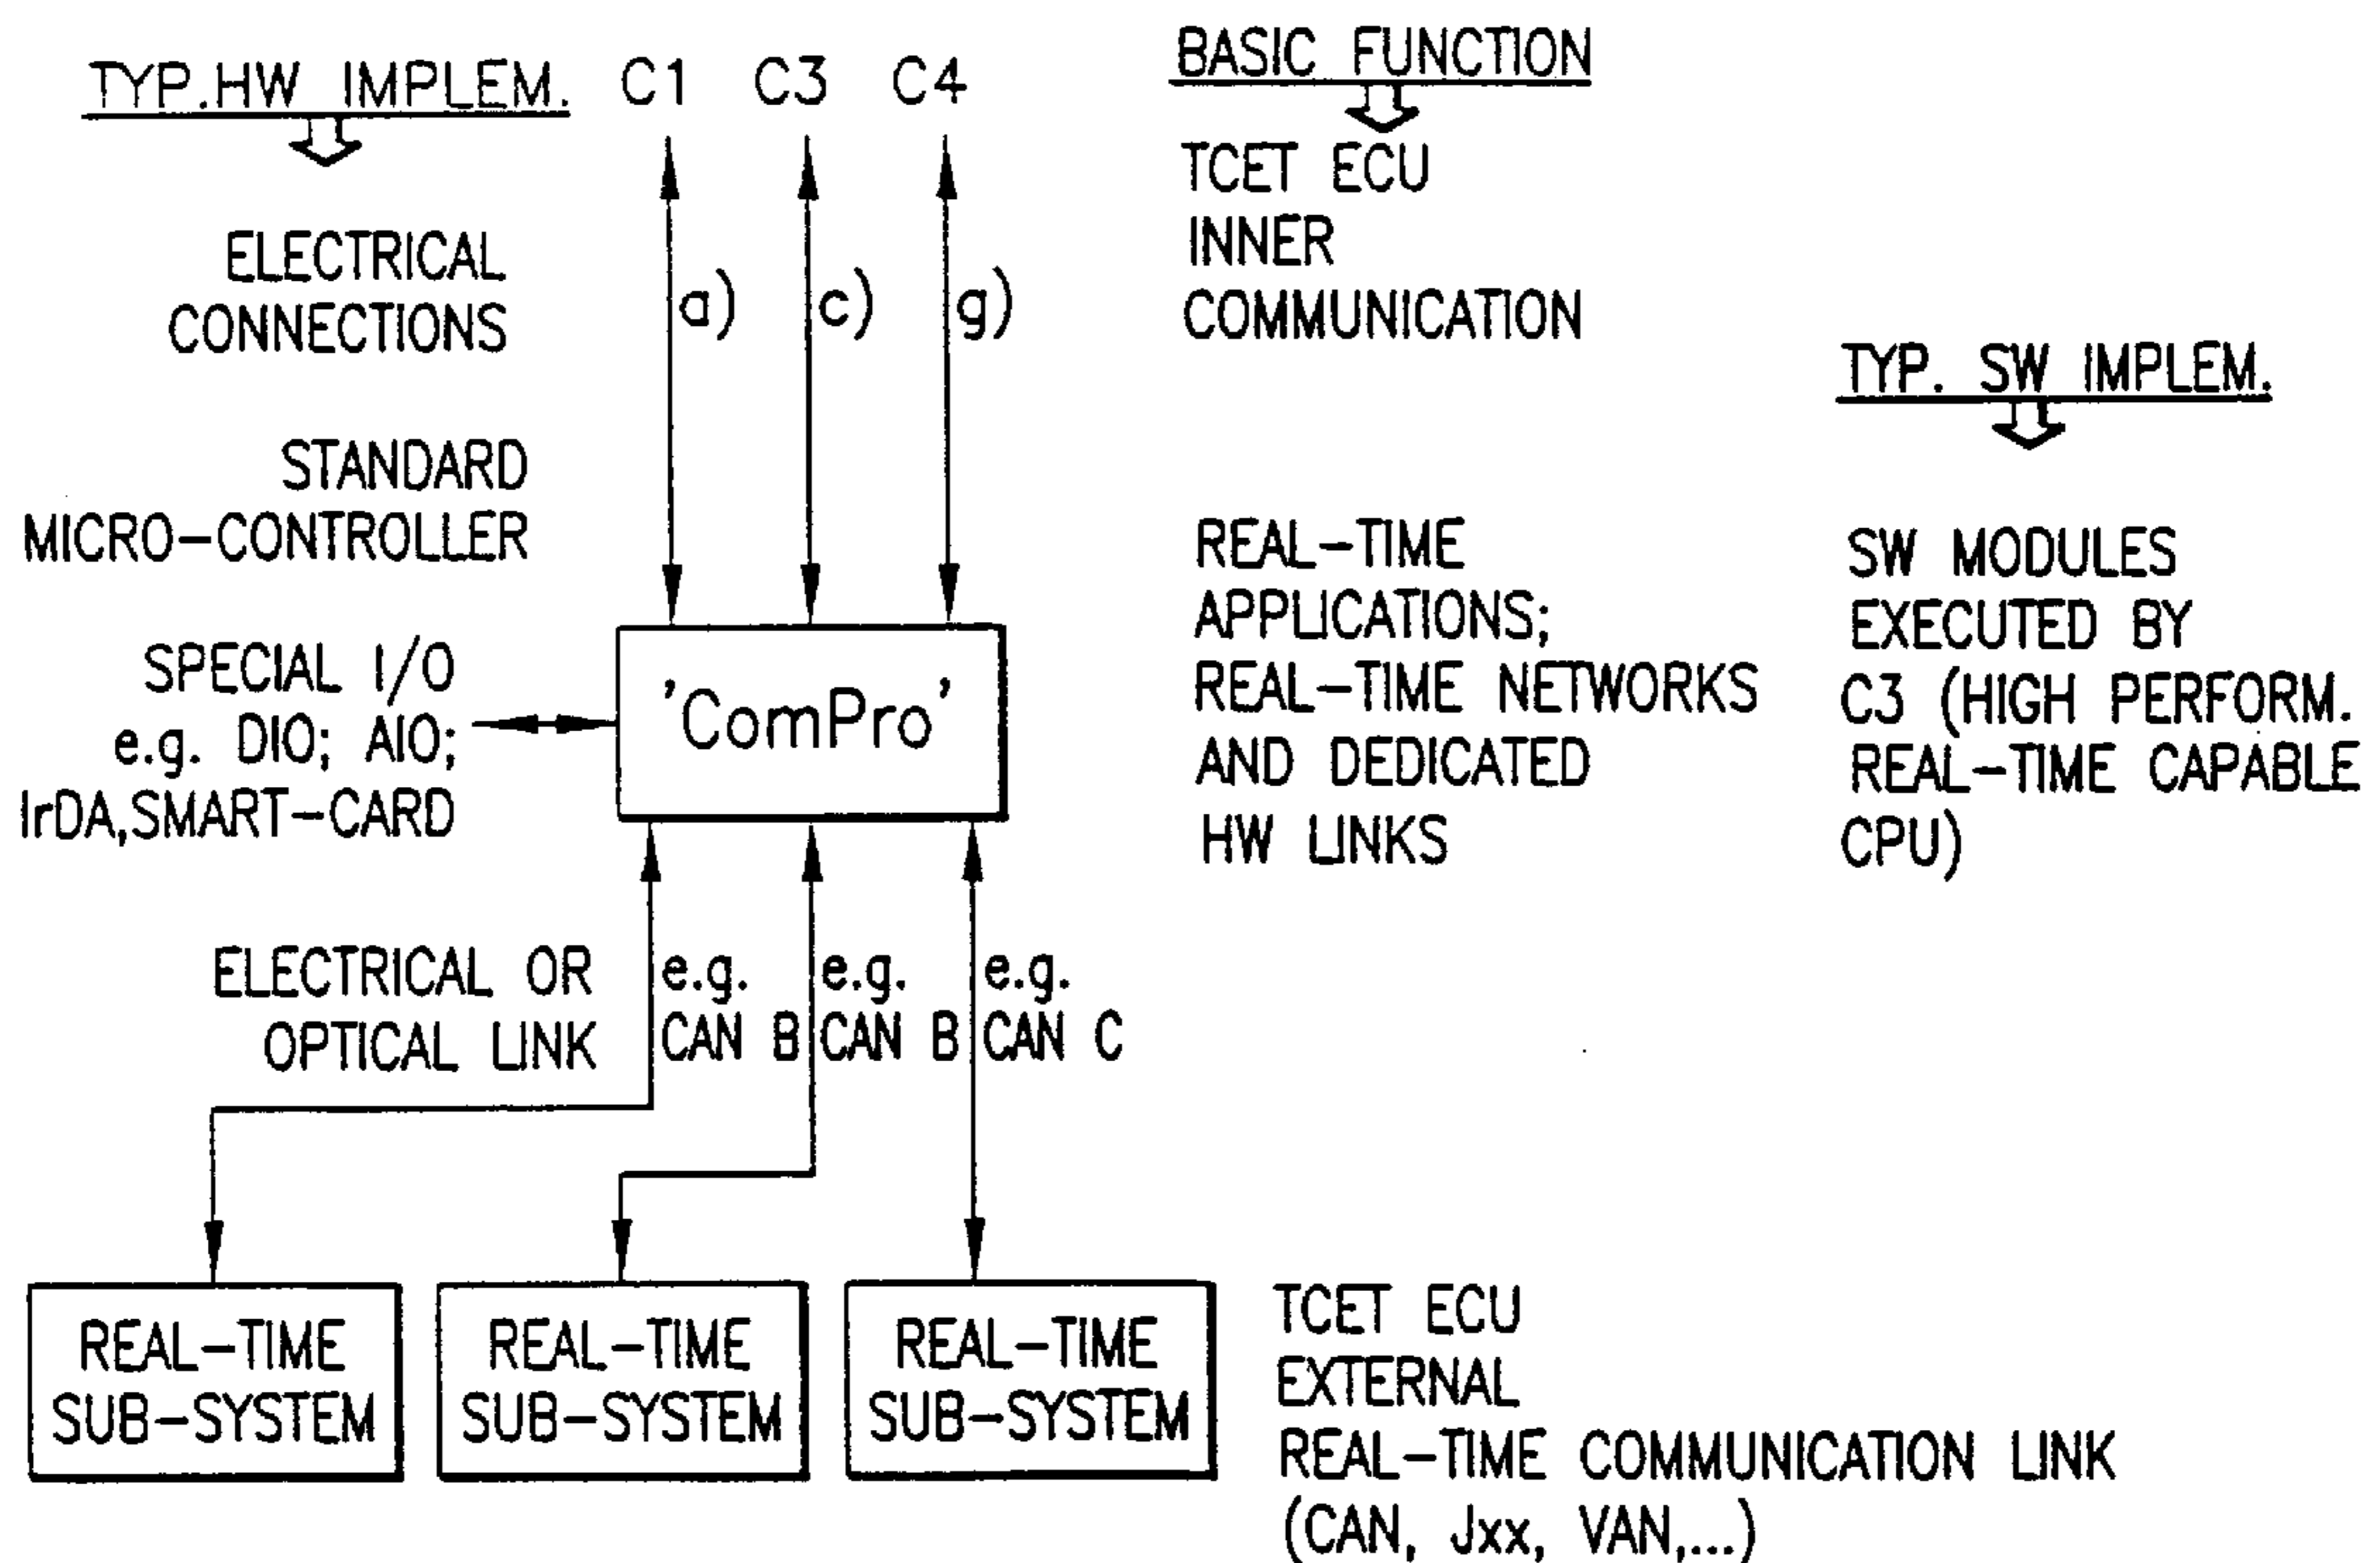 TYP.HW IMPLEM.
C1 C3 C4
BASIC FUNCTION
TCET ECU
INNER
COMMUNICATION
ELECTRICAL
CONNECTIONS
a) c) g)
TYP. SW IMPLEM.
STANDARD
MICRO-CONTROLLER
REAL-TIME
APPLICATIONS;
REAL-TIME NETWORKS
AND DEDICATED
HW LINKS
SW MODULES
EXECUTED BY
C3 (HIGH PERFORM.
REAL-TIME CAPABLE
CPU)
SPECIAL I/O
e.g. DIO; AIO;
IrDA,SMART-CARD
'ComPro'
ELECTRICAL OR
OPTICAL LINK
e.g.
CAN B
e.g.
CAN B
e.g.
CAN C
REAL-TIME
SUB-SYSTEM
REAL-TIME
SUB-SYSTEM
REAL-TIME
SUB-SYSTEM
TCET ECU
EXTERNAL
REAL-TIME COMMUNICATION LINK
(CAN, Jxx, VAN,...)